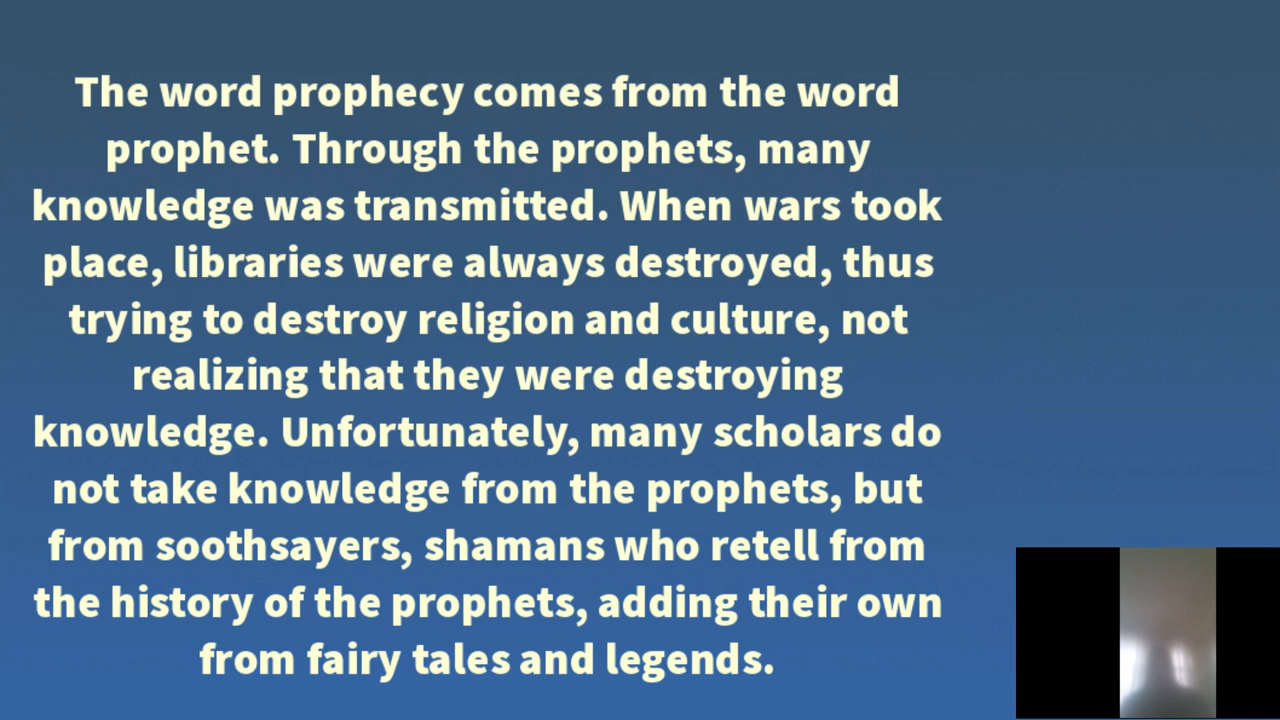 The word prophecy comes from the word
prophet. Through the prophets, many
knowledge was transmitted. When wars took
place, libraries were always destroyed, thus
trying to destroy religion and culture, not
realizing that they were destroying
knowledge. Unfortunately, many scholars do
not take knowledge from the prophets, but
from soothsayers, shamans who retell from
the history of the prophets, adding their own
from fairy tales and legends.